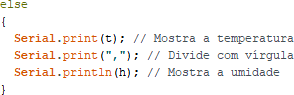 else
{
Serial.print(t); // Mostra a temperatura
Serial.print(","); // Divide com vírgula
Serial.println(h); // Mostra a umidade
}